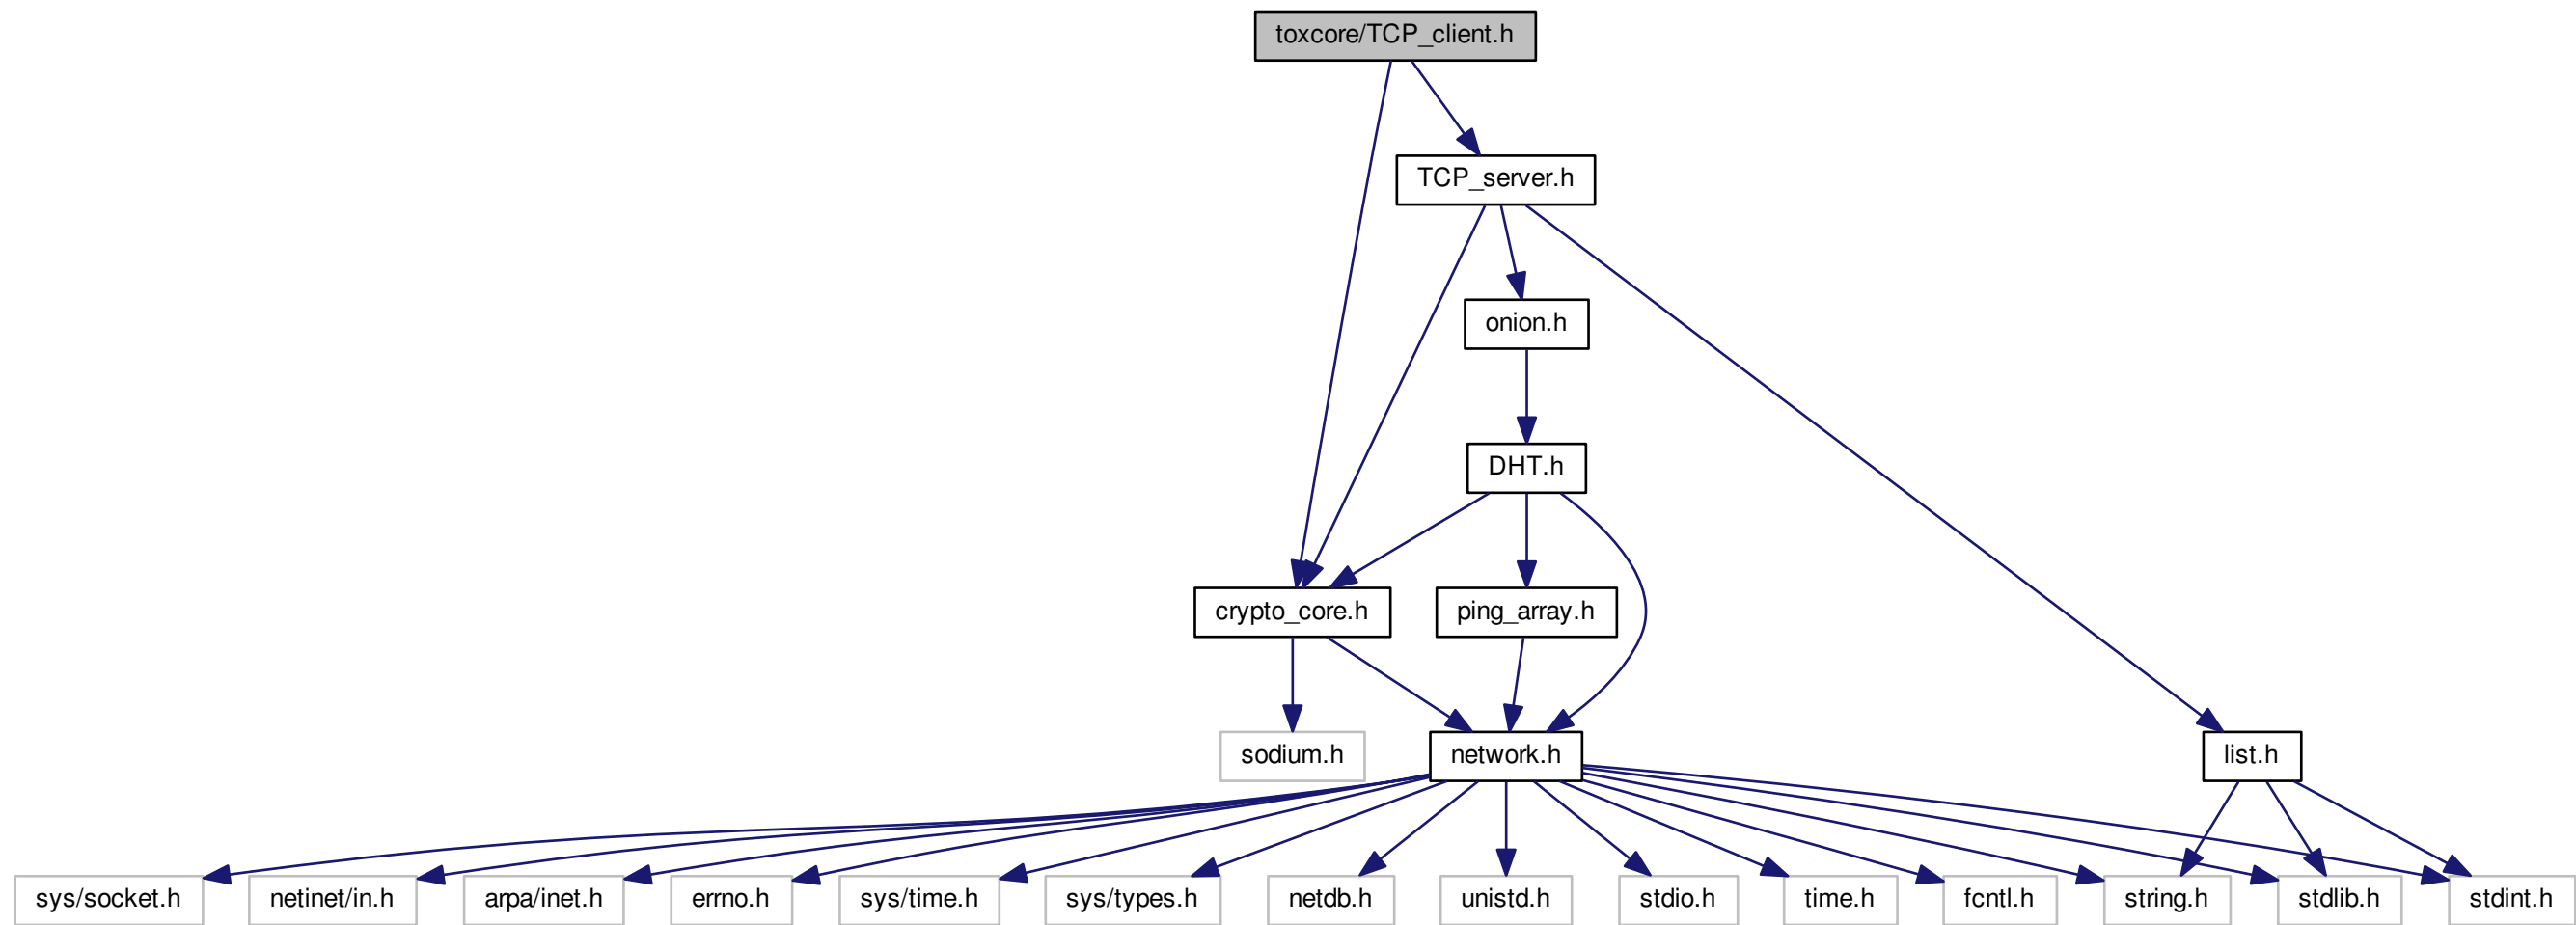 toxcore/TCP_client.h
TCP_server.h
onion.h
DHT.h
crypto_core.h
ping_array.h
sodium.h
network.h
list.h
sys/socket.h
netinet/in.h
arpa/inet.h
errno.h
sys/time.h
sys/types.h
netdb.h
unistd.h
stdio.h
time.h
fcntl.h
string.h
stdlib.h
stdint.h